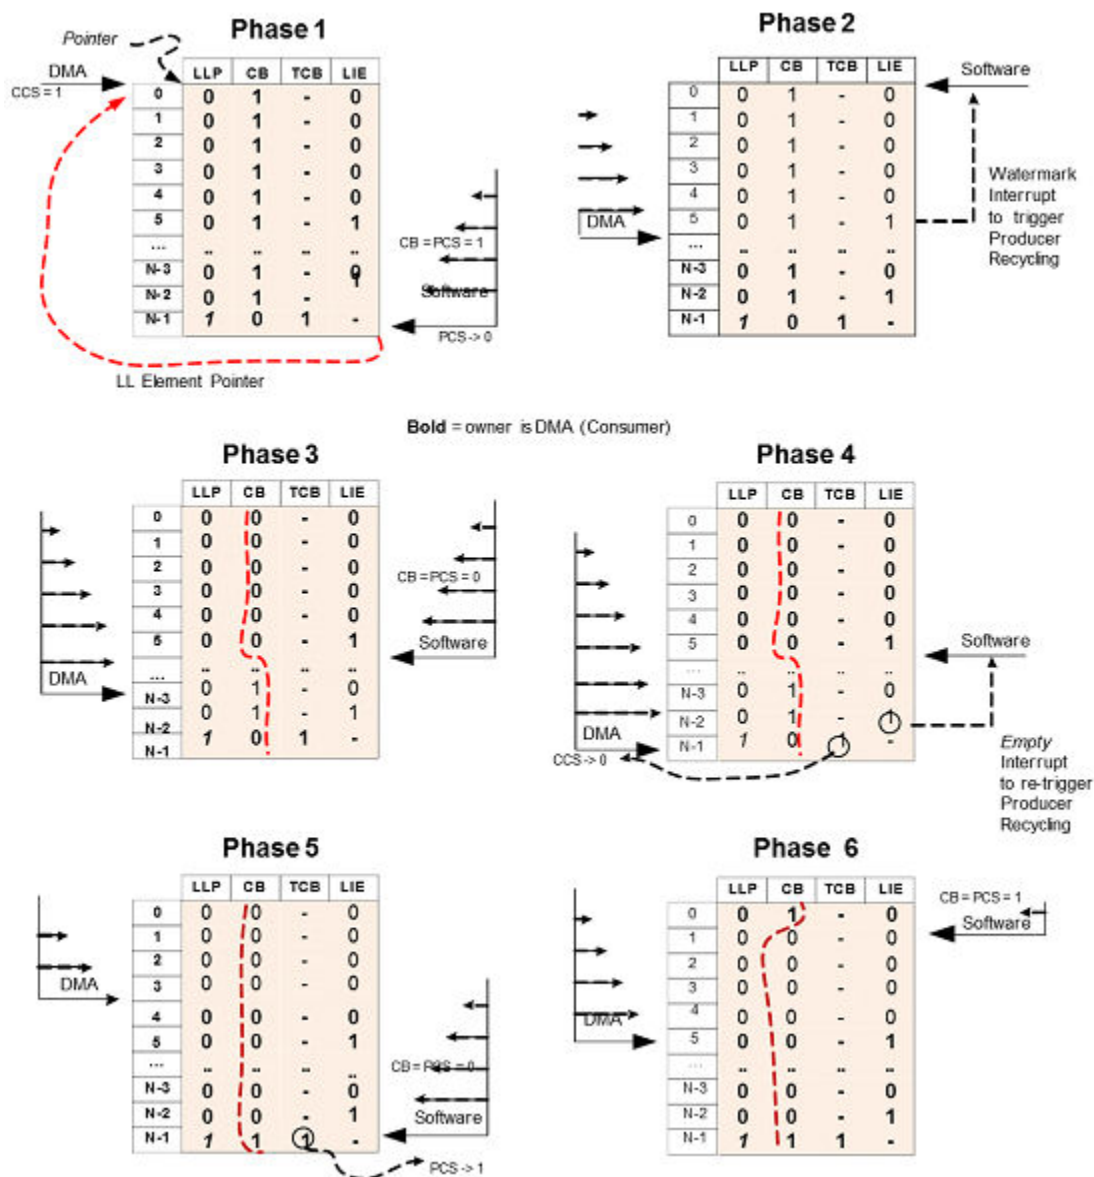 Phase 1
Pointer
DMA
CCS = 1
LLP CB TCB LIE
0 0 1 - 0
1 0 1 - 0
2 0 1 - 0
3 0 1 - 0
4 0 1 - 0
5 0 1 - 1
... .. .. .. ..
N-3 0 1 - 0
N-2 0 1 - 1
N-1 1 0 1 -
CB = PCS = 1
Software
PCS -> 0
LL Element Pointer
Phase 2
LLP CB TCB LIE
0 0 1 - 0
1 0 1 - 0
2 0 1 - 0
3 0 1 - 0
4 0 1 - 0
5 0 1 - 1
... .. .. .. ..
N-3 0 1 - 0
N-2 0 1 - 1
N-1 1 0 1 -
DMA
Software
Watermark
Interrupt
to trigger
Producer
Recycling
Bold = owner is DMA (Consumer)
Phase 3
LLP CB TCB LIE
0 0 0 - 0
1 0 0 - 0
2 0 0 - 0
3 0 0 - 0
4 0 0 - 0
5 0 0 - 1
... .. .. .. ..
N-3 0 1 - 0
N-2 0 1 - 1
N-1 1 0 1 -
DMA
CB = PCS = 0
Software
Phase 4
LLP CB TCB LIE
0 0 0 - 0
1 0 0 - 0
2 0 0 - 0
3 0 0 - 0
4 0 0 - 0
5 0 0 - 1
... .. .. .. ..
N-3 0 1 - 0
N-2 0 1 - 1
N-1 1 0 1 -
DMA
CCS -> 0
Software
Empty
Interrupt
to re-trigger
Producer
Recycling
Phase 5
LLP CB TCB LIE
0 0 0 - 0
1 0 0 - 0
2 0 0 - 0
3 0 0 - 0
4 0 0 - 0
5 0 0 - 1
... .. .. .. ..
N-3 0 0 - 0
N-2 0 0 - 1
N-1 1 1 1 -
DMA
CB = PCS = 0
Software
PCS -> 1
Phase 6
LLP CB TCB LIE
0 0 1 - 0
1 0 0 - 0
2 0 0 - 0
3 0 0 - 0
4 0 0 - 0
5 0 0 - 1
... .. .. .. ..
N-3 0 0 - 0
N-2 0 0 - 1
N-1 1 1 1 -
DMA
CB = PCS = 1
Software